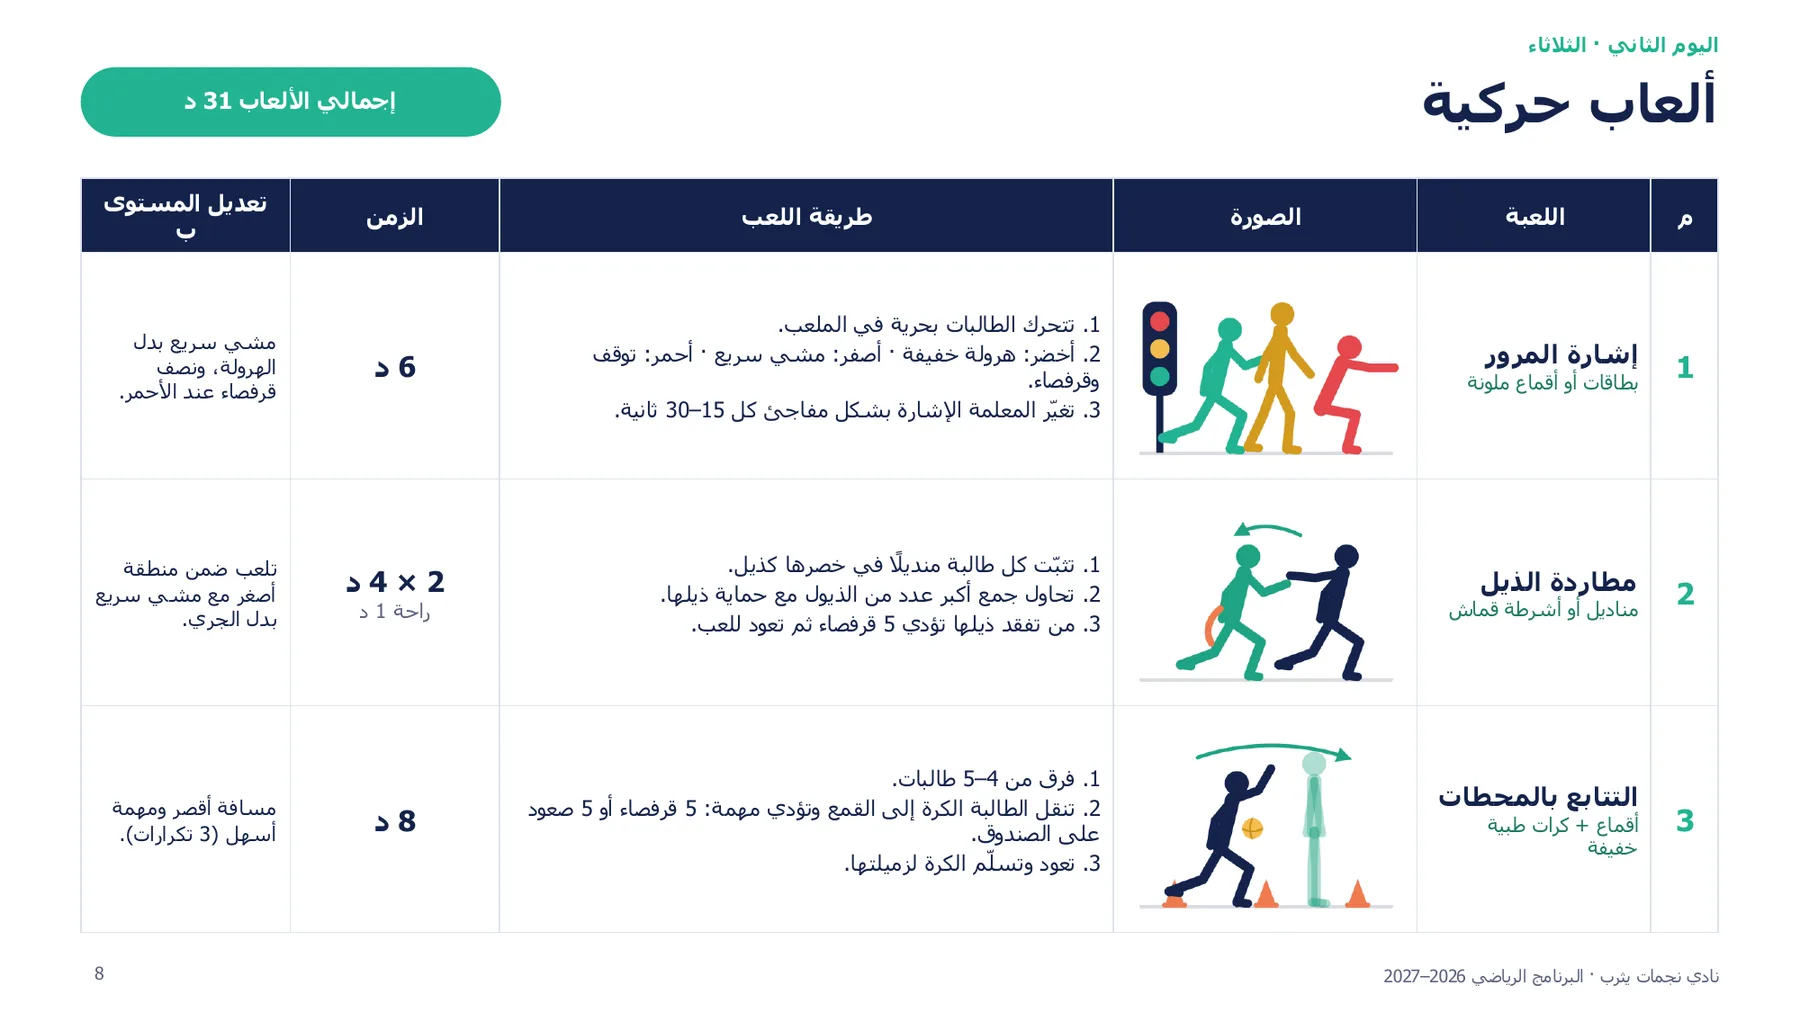 اليوم الثاني · الثلاثاء
ألعاب حركية
إجمالي الألعاب 31 د
م
اللعبة
الصورة
طريقة اللعب
الزمن
تعديل المستوى
ب
1
إشارة المرور
بطاقات أو أقماع ملونة
1. تتحرك الطالبات بحرية في الملعب.
2. أخضر: هرولة خفيفة · أصفر: مشي سريع · أحمر: توقف
وقرفصاء.
3. تغيّر المعلمة الإشارة بشكل مفاجئ كل 15–30 ثانية.
6 د
مشي سريع بدل
الهرولة، ونصف
قرفصاء عند الأحمر.
2
مطاردة الذيل
مناديل أو أشرطة قماش
1. تثبّت كل طالبة منديلًا في خصرها كذيل.
2. تحاول جمع أكبر عدد من الذيول مع حماية ذيلها.
3. من تفقد ذيلها تؤدي 5 قرفصاء ثم تعود للعب.
2 × 4 د
راحة 1 د
تلعب ضمن منطقة
أصغر مع مشي سريع
بدل الجري.
3
التتابع بالمحطات
أقماع + كرات طبية
خفيفة
1. فرق من 4–5 طالبات.
2. تنقل الطالبة الكرة إلى القمع وتؤدي مهمة: 5 قرفصاء أو 5 صعود
على الصندوق.
3. تعود وتسلّم الكرة لزميلتها.
8 د
مسافة أقصر ومهمة
أسهل (3 تكرارات).
نادي نجمات يثرب · البرنامج الرياضي 2026–2027
8